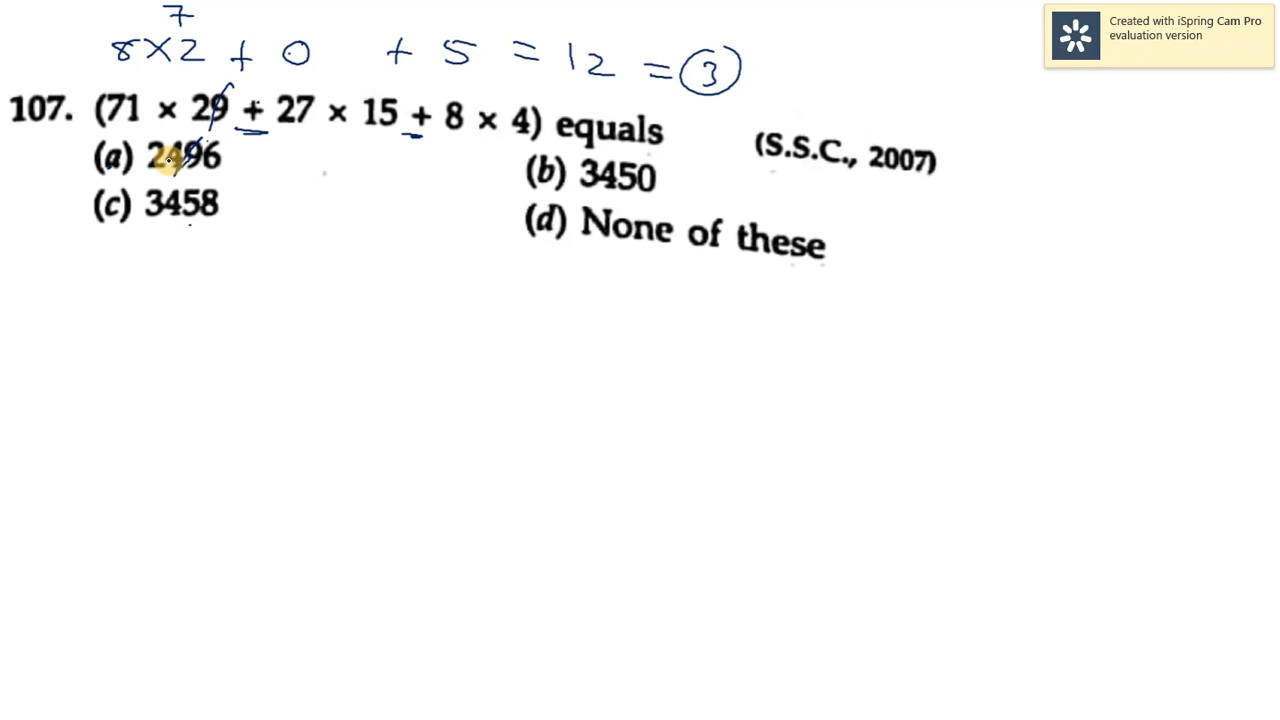 Created with iSpring Cam Pro
evaluation version
7
8×2 + 0 + 5 = 12 = 3
107. (71 × 29 + 27 × 15 + 8 × 4) equals
(S.S.C., 2007)
(a) 2496
(b) 3450
(c) 3458
(d) None of these